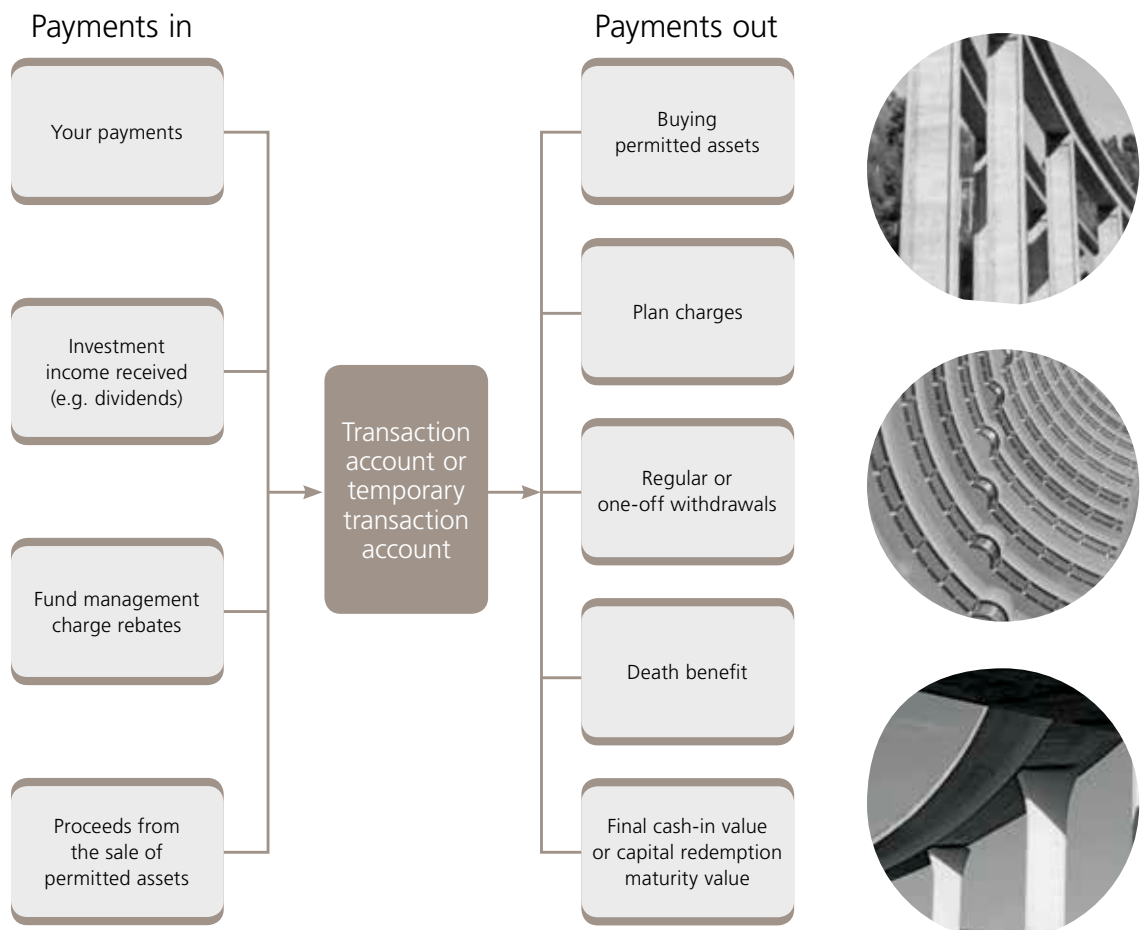 Payments in
Your payments
Investment
income received
(e.g. dividends)
Fund management
charge rebates
Proceeds from
the sale of
permitted assets
Transaction
account or
temporary
transaction
account
Payments out
Buying
permitted assets
Plan charges
Regular or
one-off withdrawals
Death benefit
Final cash-in value
or capital redemption
maturity value